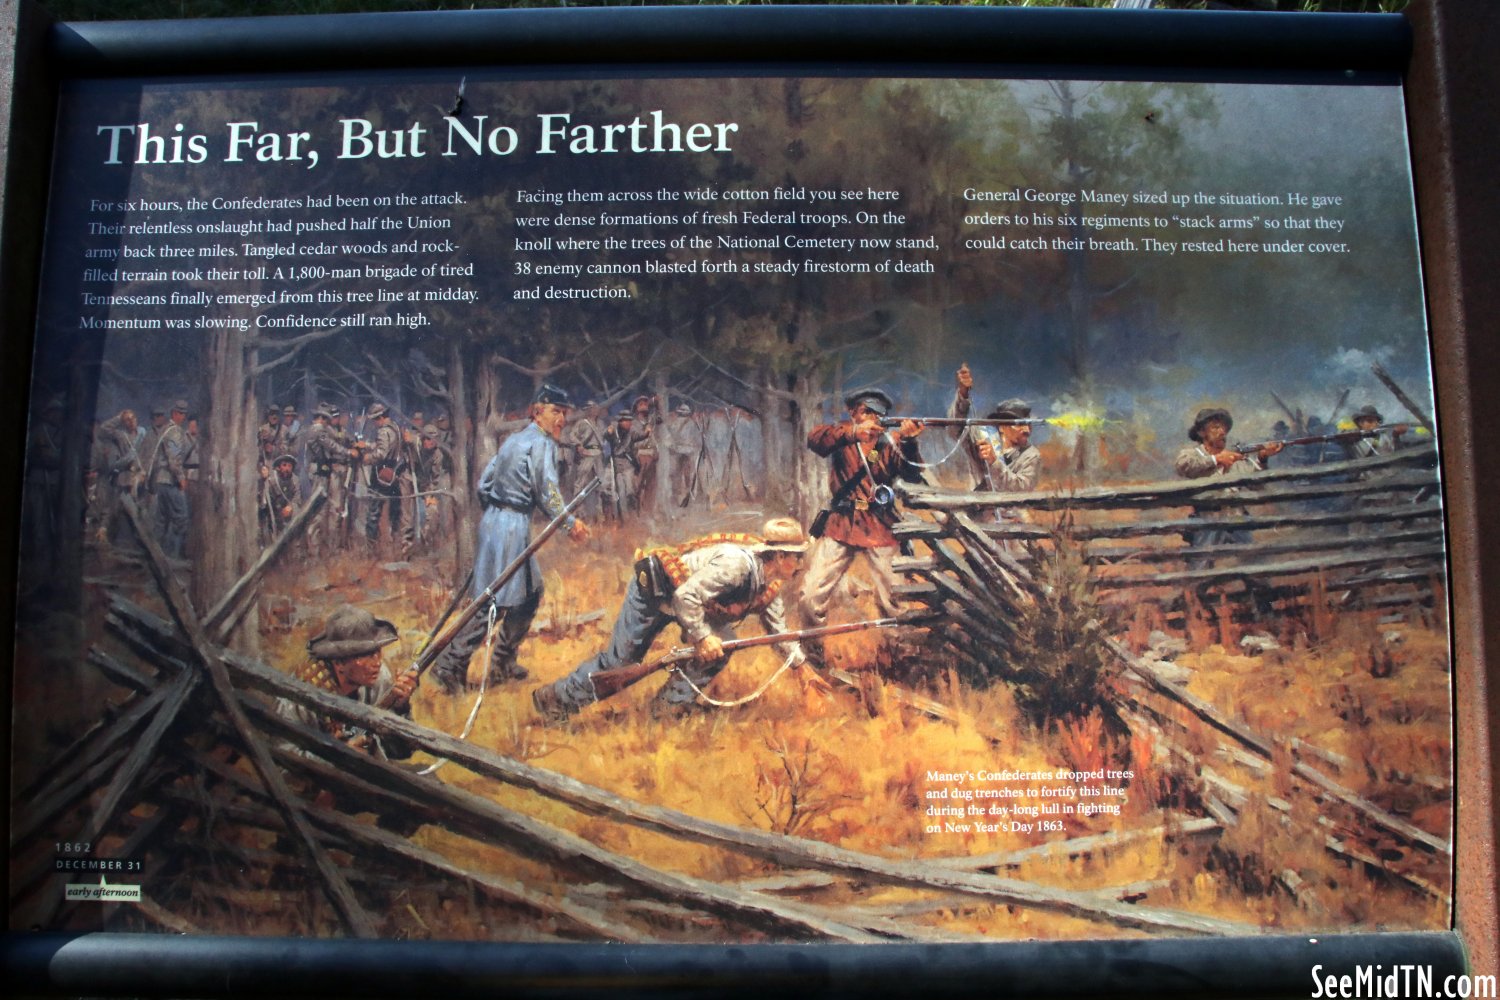 This Far, But No Farther
For six hours, the Confederates had been on the attack.
Their relentless onslaught had pushed half the Union
army back three miles. Tangled cedar woods and rock-
filled terrain took their toll. A 1,800-man brigade of tired
Tennesseans finally emerged from this tree line at midday.
Momentum was slowing. Confidence still ran high.
Facing them across the wide cotton field you see here
were dense formations of fresh Federal troops. On the
knoll where the trees of the National Cemetery now stand,
38 enemy cannon blasted forth a steady firestorm of death
and destruction.
General George Maney sized up the situation. He gave
orders to his six regiments to “stack arms” so that they
could catch their breath. They rested here under cover.
Maney's Confederates dropped trees
and dug trenches to fortify this line
during the day-long lull in fighting
on New Year's Day 1863.
1862
DECEMBER 31
early afternoon
SeeMidTN.com